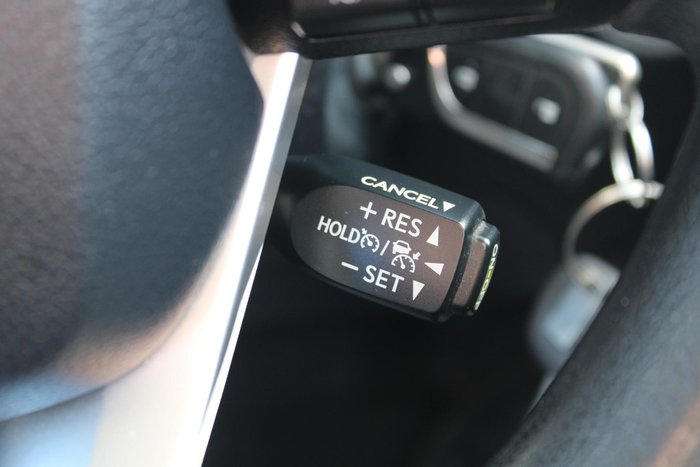 CANCEL▼
+ RES ▲
HOLD / ◀
− SET ▼